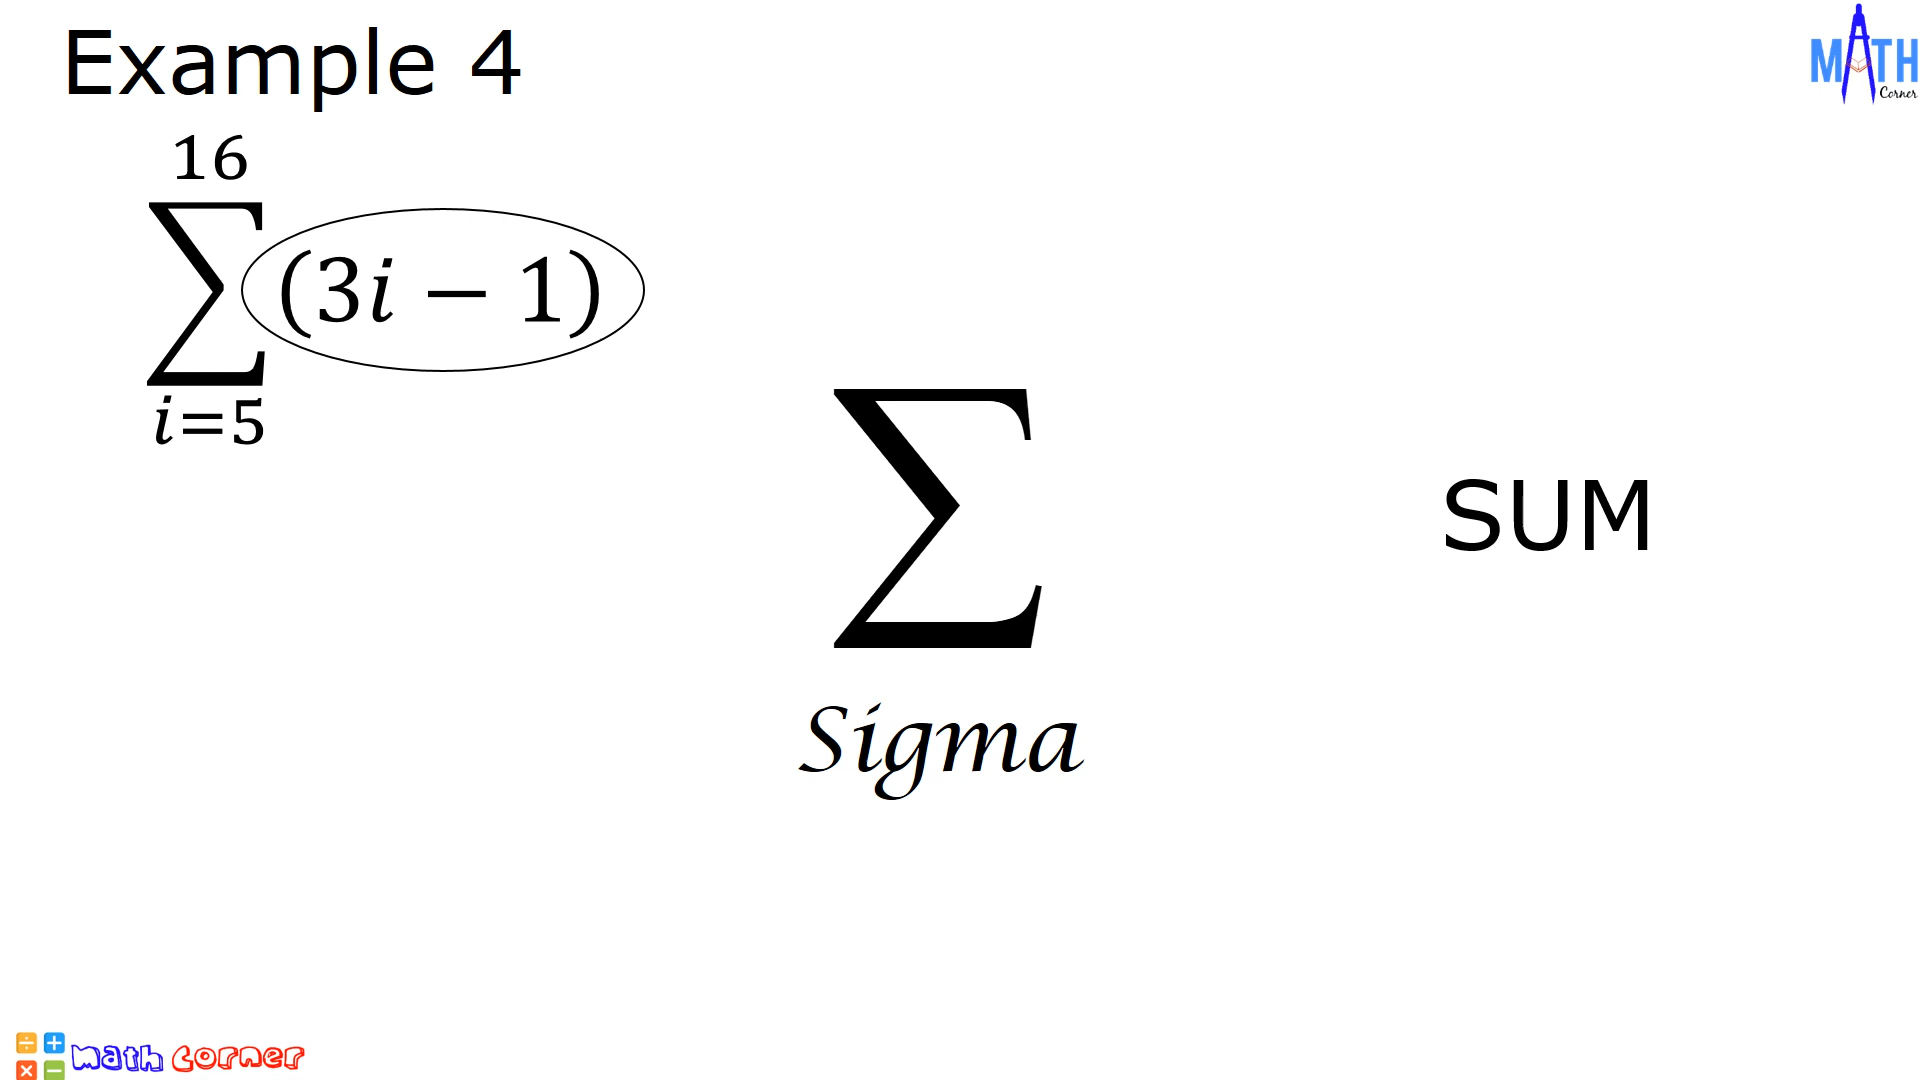 Example 4
MATH
Corner
16
∑(3i − 1)
i=5
∑
SUM
Sigma
÷ +
× −
math corner